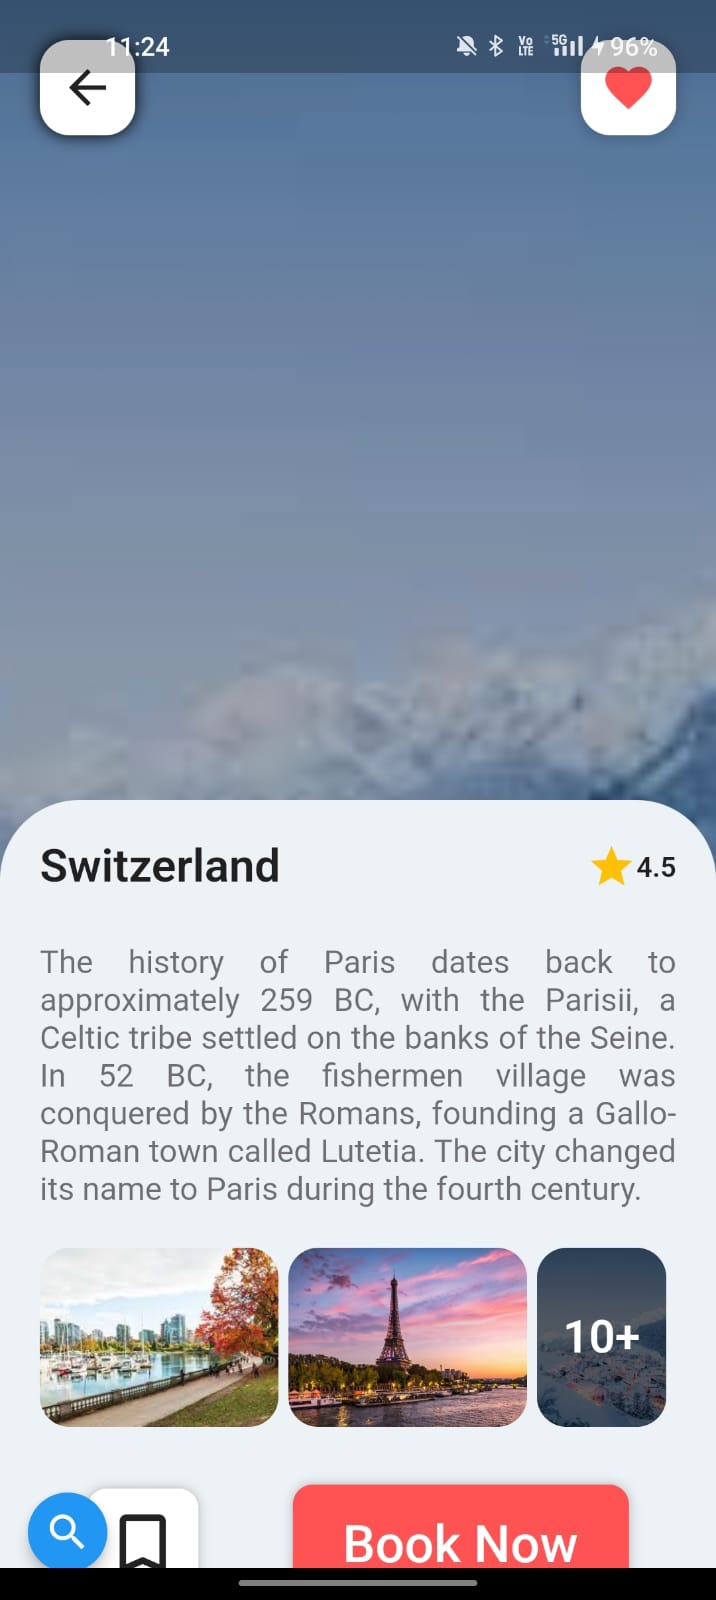 11:24
Vo LTE 5G 96%
Switzerland
4.5
The history of Paris dates back to
approximately 259 BC, with the Parisii, a
Celtic tribe settled on the banks of the Seine.
In 52 BC, the fishermen village was
conquered by the Romans, founding a Gallo-
Roman town called Lutetia. The city changed
its name to Paris during the fourth century.
10+
Book Now